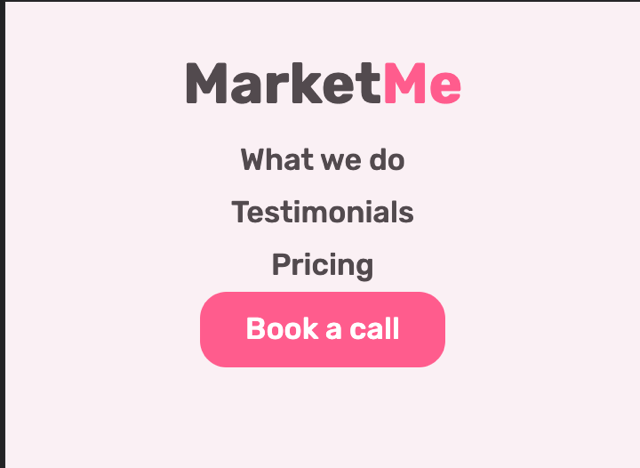 MarketMe
What we do
Testimonials
Pricing
Book a call